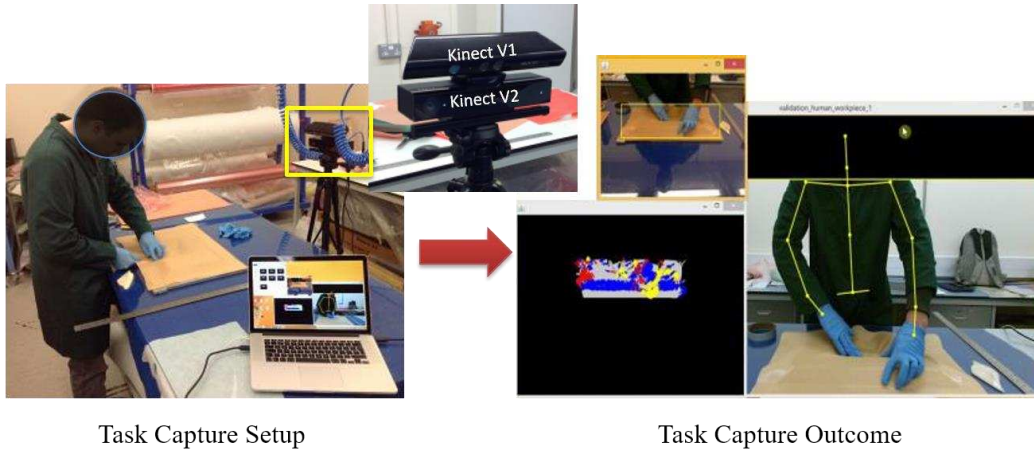 Kinect V1
Kinect V2
validation_human_workpiece_1
Task Capture Setup
Task Capture Outcome